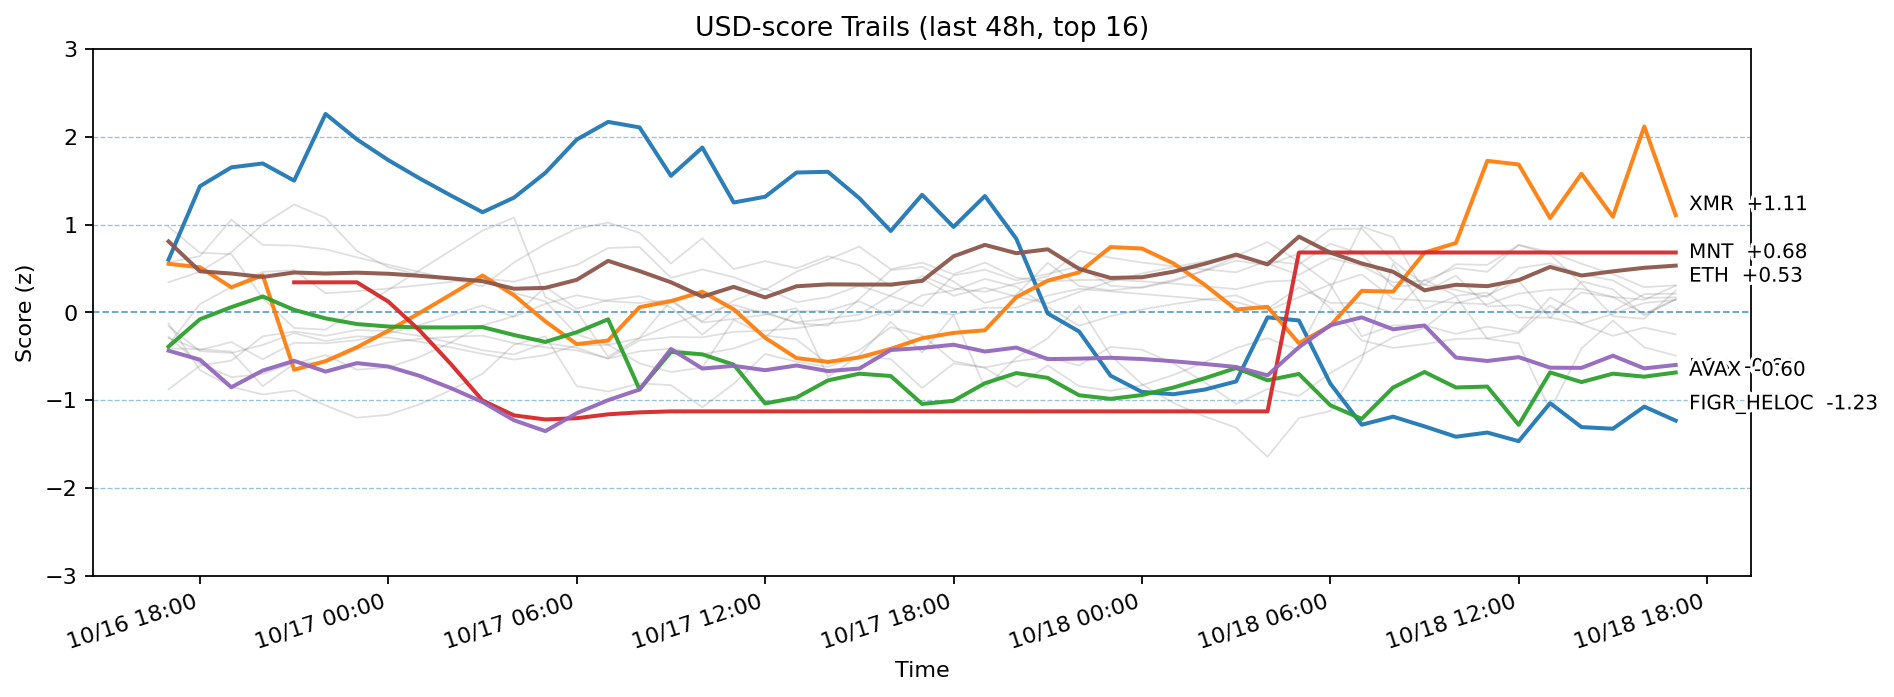 USD-score Trails (last 48h, top 16)
Score (z)
3
2
1
0
−1
−2
−3
XMR +1.11
MNT +0.68
ETH +0.53
AVAX -0.60
FIGR_HELOC -1.23
10/16 18:00
10/17 00:00
10/17 06:00
10/17 12:00
10/17 18:00
10/18 00:00
10/18 06:00
10/18 12:00
10/18 18:00
Time